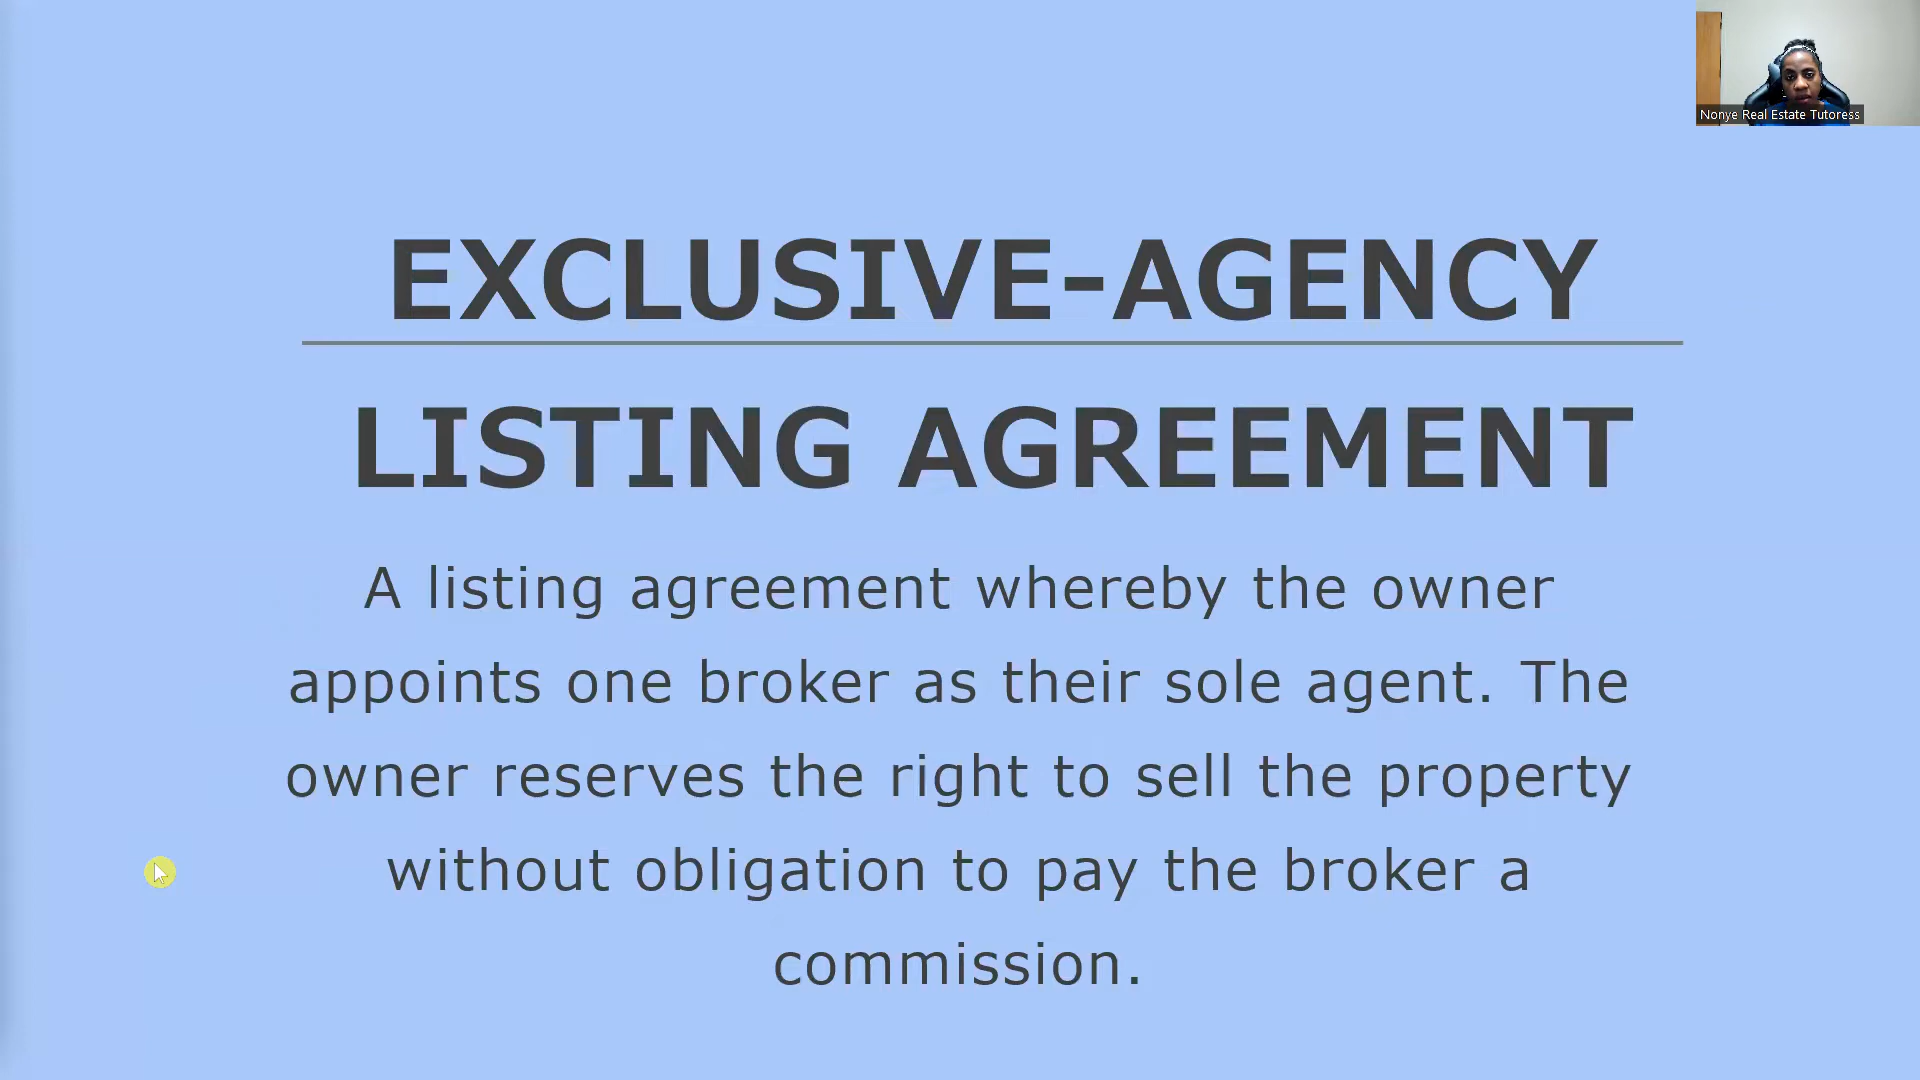 Nonye Real Estate Tutoress
EXCLUSIVE-AGENCY
LISTING AGREEMENT
A listing agreement whereby the owner
appoints one broker as their sole agent. The
owner reserves the right to sell the property
without obligation to pay the broker a
commission.